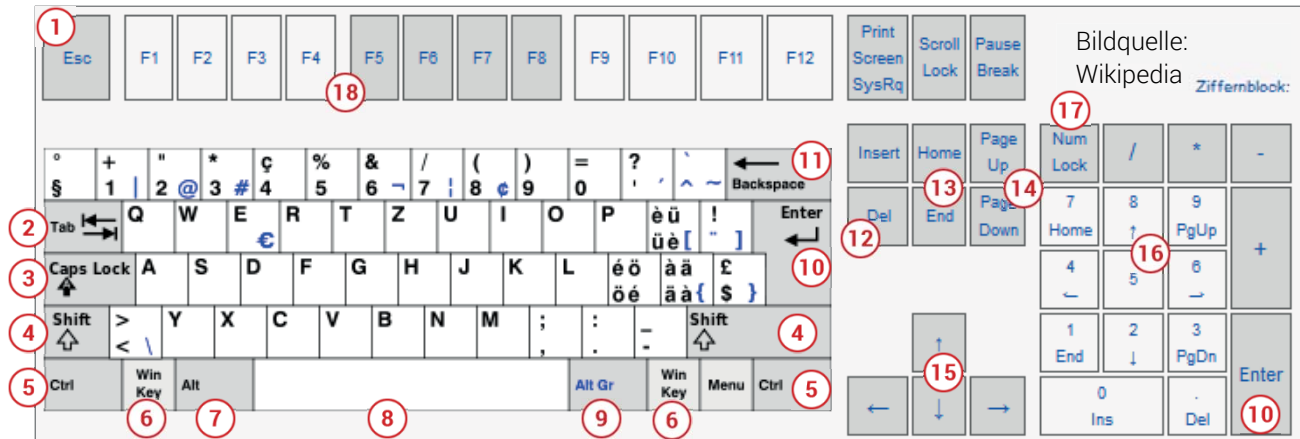 1
Esc F1 F2 F3 F4 F5 F6 F7 F8 F9 F10 F11 F12
18
Print Screen SysRq
Scroll Lock
Pause Break
Bildquelle:
Wikipedia
Ziffernblock:
° §
+ 1 |
" 2 @
* 3 #
ç 4
% 5
& 6 ¬
/ 7 ¦
( 8 ¢
) 9
= 0
? ' ´
` ^ ~
Backspace
11
2
Tab Q W E € R T Z U I O P
è ü
ü è [
!
¨ ]
Enter
10
3
Caps Lock A S D F G H J K L
é ö
ö é
à ä
ä à {
£
$ }
4
Shift
>
< \
Y X C V B N M
;
,
:
.
_
-
Shift
4
5
Ctrl
Win Key
6
Alt
7
8
Alt Gr
9
Win Key
6
Menu
Ctrl
5
Insert
Home
Page Up
13
14
12
Del
End
Page Down
↑
15
← ↓ →
17
Num Lock
/
*
-
7
Home
8
↑
9
PgUp
+
16
4
←
5
6
→
1
End
2
↓
3
PgDn
Enter
10
0
Ins
.
Del